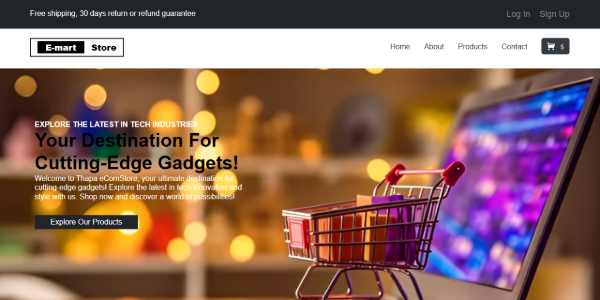 Free shipping, 30 days return or refund guarantee
Log In Sign Up
E-mart Store
Home About Products Contact 5
EXPLORE THE LATEST IN TECH INDUSTRIES
Your Destination For
Cutting-Edge Gadgets!
Welcome to Thapa eComStore, your ultimate destination for
cutting-edge gadgets! Explore the latest in tech innovation and
style with us. Shop now and discover a world of possibilities!
Explore Our Products